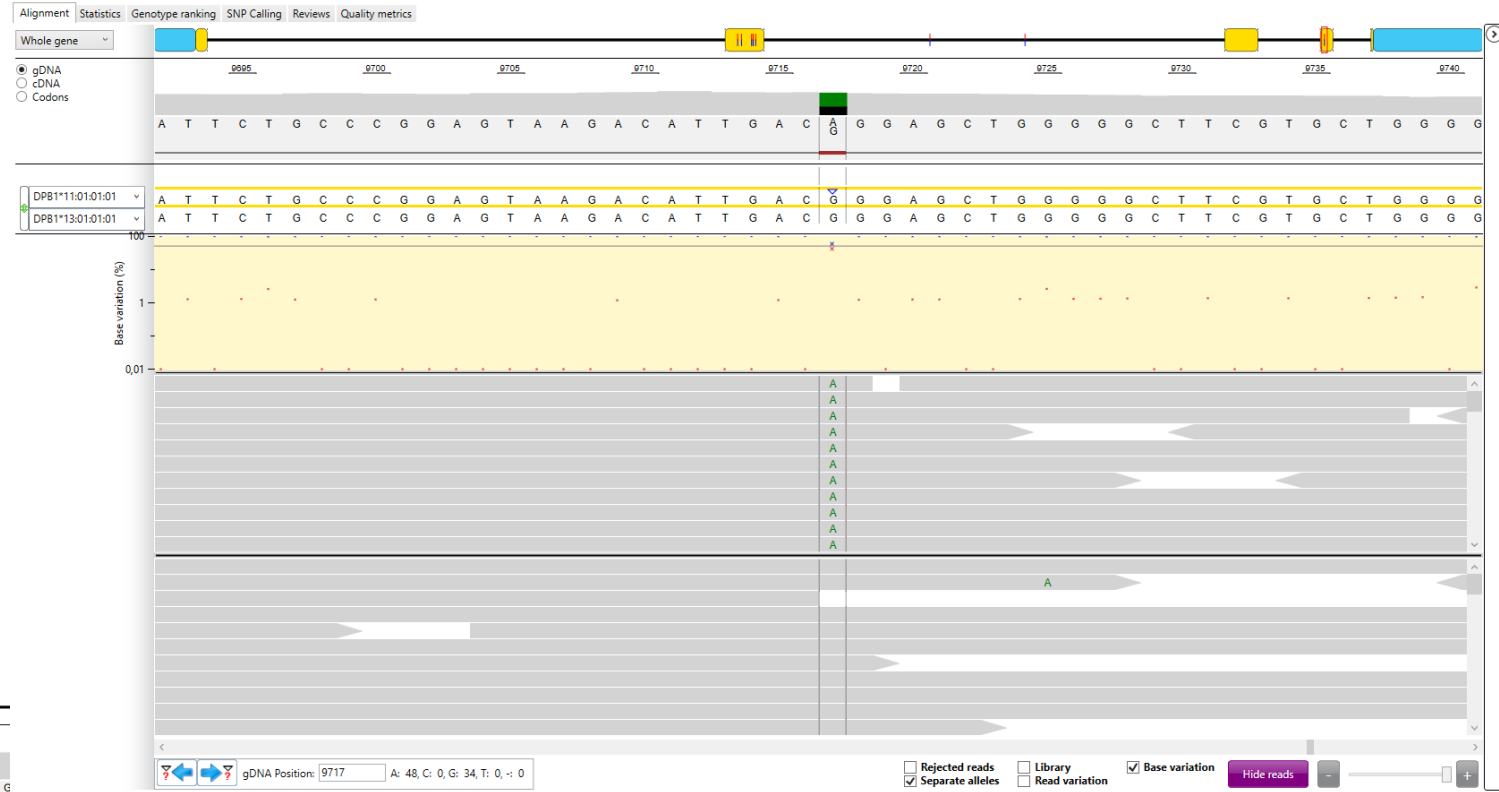 Alignment Statistics Genotype ranking SNP Calling Reviews Quality metrics
Whole gene
gDNA
cDNA
Codons
9695 9700 9705 9710 9715 9720 9725 9730 9735 9740
A T T C T G C C C G G A G T A A G A C A T T G A C A G G A G C T G G G G G C T T C G T G C T G G G G
G
DPB1*11:01:01:01 A T T C T G C C C G G A G T A A G A C A T T G A C G G G A G C T G G G G G C T T C G T G C T G G G G
DPB1*13:01:01:01 A T T C T G C C C G G A G T A A G A C A T T G A C G G G A G C T G G G G G C T T C G T G C T G G G G
100
1
0,01
Base variation (%)
A
A
A
A
A
A
A
A
A
A
A
A
G
gDNA Position: 9717 A: 48, C: 0, G: 34, T: 0, -: 0
Rejected reads Library Base variation
Separate alleles Read variation
Hide reads - +